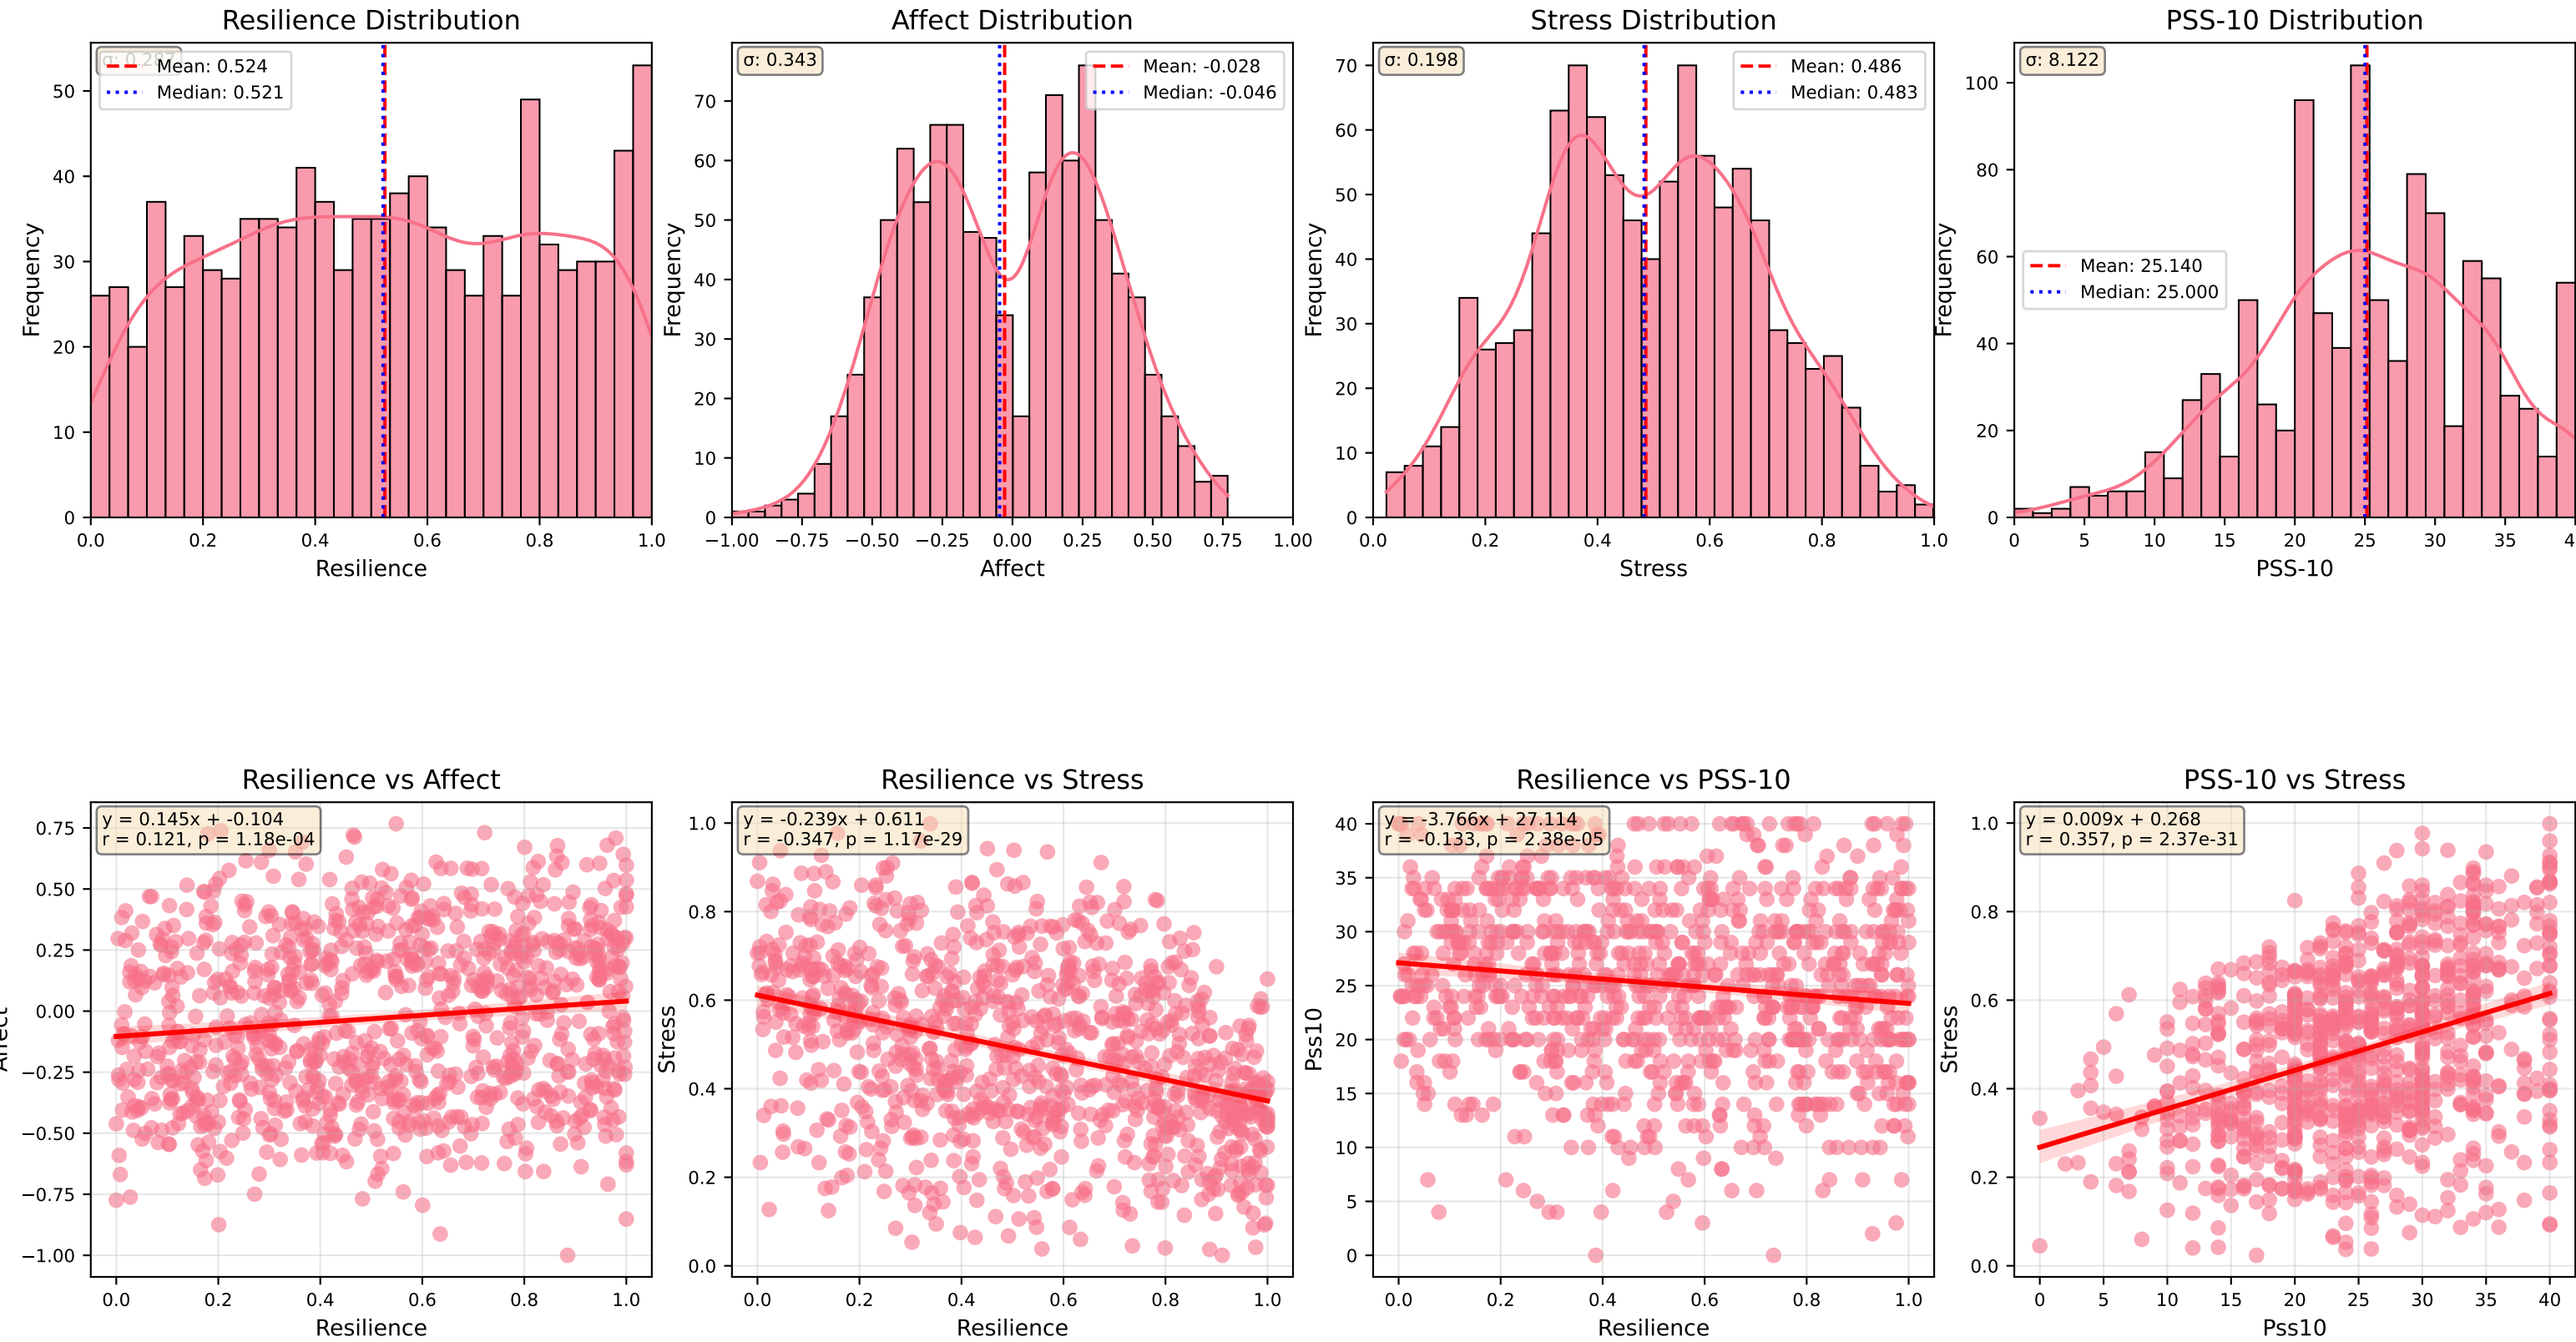 Resilience Distribution
σ: 0.287
Mean: 0.524
Median: 0.521
Frequency
50
40
30
20
10
0
0.0 0.2 0.4 0.6 0.8 1.0
Resilience
Affect Distribution
σ: 0.343
Mean: -0.028
Median: -0.046
Frequency
70
60
50
40
30
20
10
0
−1.00 −0.75 −0.50 −0.25 0.00 0.25 0.50 0.75 1.00
Affect
Stress Distribution
σ: 0.198
Mean: 0.486
Median: 0.483
Frequency
70
60
50
40
30
20
10
0
0.0 0.2 0.4 0.6 0.8 1.0
Stress
PSS-10 Distribution
σ: 8.122
Mean: 25.140
Median: 25.000
Frequency
100
80
60
40
20
0
0 5 10 15 20 25 30 35 4
PSS-10
Resilience vs Affect
y = 0.145x + -0.104
r = 0.121, p = 1.18e-04
Affect
0.75
0.50
0.25
0.00
−0.25
−0.50
−0.75
−1.00
0.0 0.2 0.4 0.6 0.8 1.0
Resilience
Resilience vs Stress
y = -0.239x + 0.611
r = -0.347, p = 1.17e-29
Stress
1.0
0.8
0.6
0.4
0.2
0.0
0.0 0.2 0.4 0.6 0.8 1.0
Resilience
Resilience vs PSS-10
y = -3.766x + 27.114
r = -0.133, p = 2.38e-05
Pss10
40
35
30
25
20
15
10
5
0
0.0 0.2 0.4 0.6 0.8 1.0
Resilience
PSS-10 vs Stress
y = 0.009x + 0.268
r = 0.357, p = 2.37e-31
Stress
1.0
0.8
0.6
0.4
0.2
0.0
0 5 10 15 20 25 30 35 40
Pss10